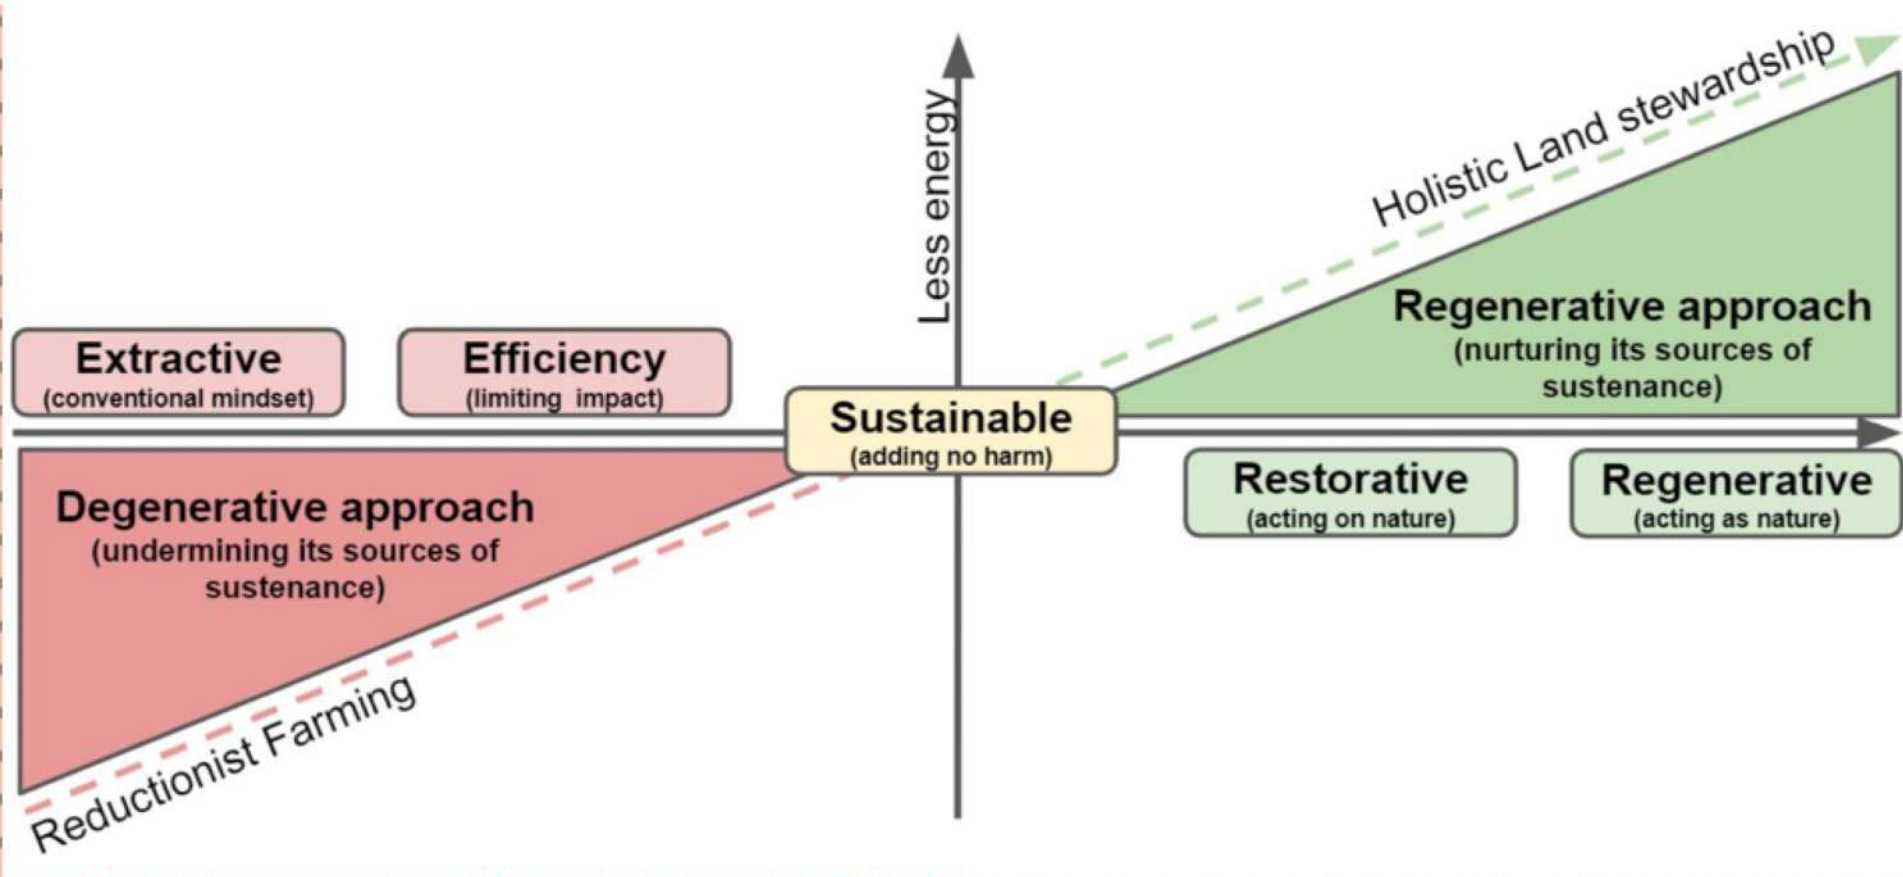 Less energy
Holistic Land stewardship
Regenerative approach
(nurturing its sources of
sustenance)
Extractive
(conventional mindset)
Efficiency
(limiting impact)
Sustainable
(adding no harm)
Restorative
(acting on nature)
Regenerative
(acting as nature)
Degenerative approach
(undermining its sources of
sustenance)
Reductionist Farming